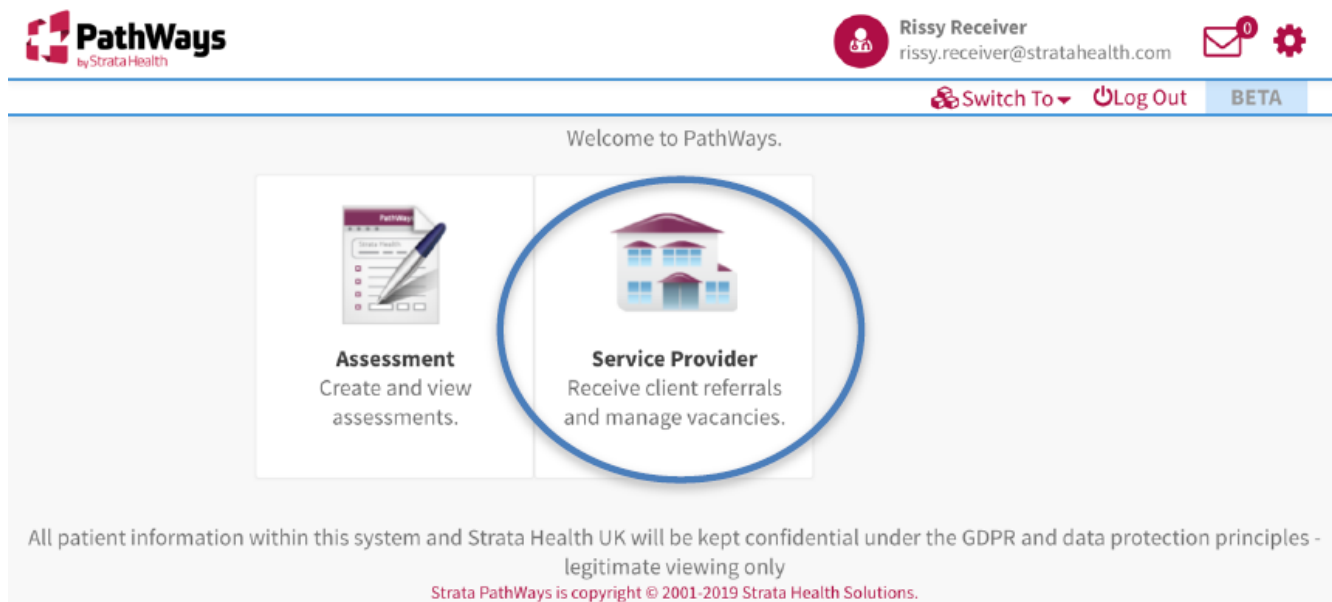 PathWays
by Strata Health
Rissy Receiver
rissy.receiver@stratahealth.com
0
Switch To
Log Out
BETA
Welcome to PathWays.
PathWays
Strata Health
Assessment
Create and view
assessments.
Service Provider
Receive client referrals
and manage vacancies.
All patient information within this system and Strata Health UK will be kept confidential under the GDPR and data protection principles -
legitimate viewing only
Strata PathWays is copyright © 2001-2019 Strata Health Solutions.